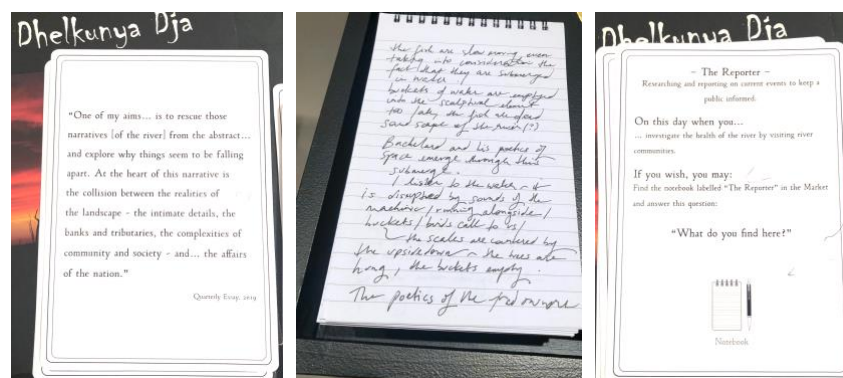 Dhelkunya Dja
"One of my aims... is to rescue those
narratives [of the river] from the abstract...
and explore why things seem to be falling
apart. At the heart of this narrative is
the collision between the realities of
the landscape - the intimate details, the
banks and tributaries, the complexities of
community and society - and... the affairs
of the nation."
Quarterly Essay, 2019
the fish are slow moving even
taking into consideration the
fact that they are submerged
in water.
buckets of water are emptied
into the sculptural element
too / the fish
sound scape of the river (?)
Bachelard and his poetics of
space emerge through this
submerge.
I listen to the water - it
is disrupted by sounds of the
machine / running alongside /
buckets / birds call to us /
the scales are countered by
the upsidedown - the trees are
hung, the buckets empty.
The poetics of the
Dhelkunya Dja
- The Reporter -
Researching and reporting on current events to keep a
public informed.
On this day when you...
... investigate the health of the river by visiting river
communities.
If you wish, you may:
Find the notebook labelled "The Reporter" in the Market
and answer this question:
"What do you find here?"
Notebook